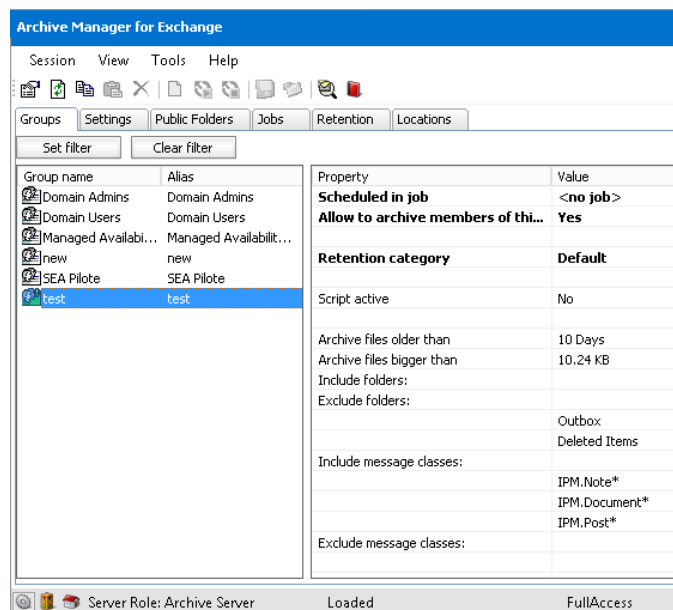 Archive Manager for Exchange
Session View Tools Help
Groups Settings Public Folders Jobs Retention Locations
Set filter Clear filter
Group name Alias Property Value
Domain Admins Domain Admins Scheduled in job <no job>
Domain Users Domain Users Allow to archive members of thi... Yes
Managed Availabi... Managed Availabilit...
new new Retention category Default
SEA Pilote SEA Pilote
test test Script active No
Archive files older than 10 Days
Archive files bigger than 10.24 KB
Include folders:
Exclude folders:
Outbox
Deleted Items
Include message classes:
IPM.Note*
IPM.Document*
IPM.Post*
Exclude message classes:
Server Role: Archive Server Loaded FullAccess